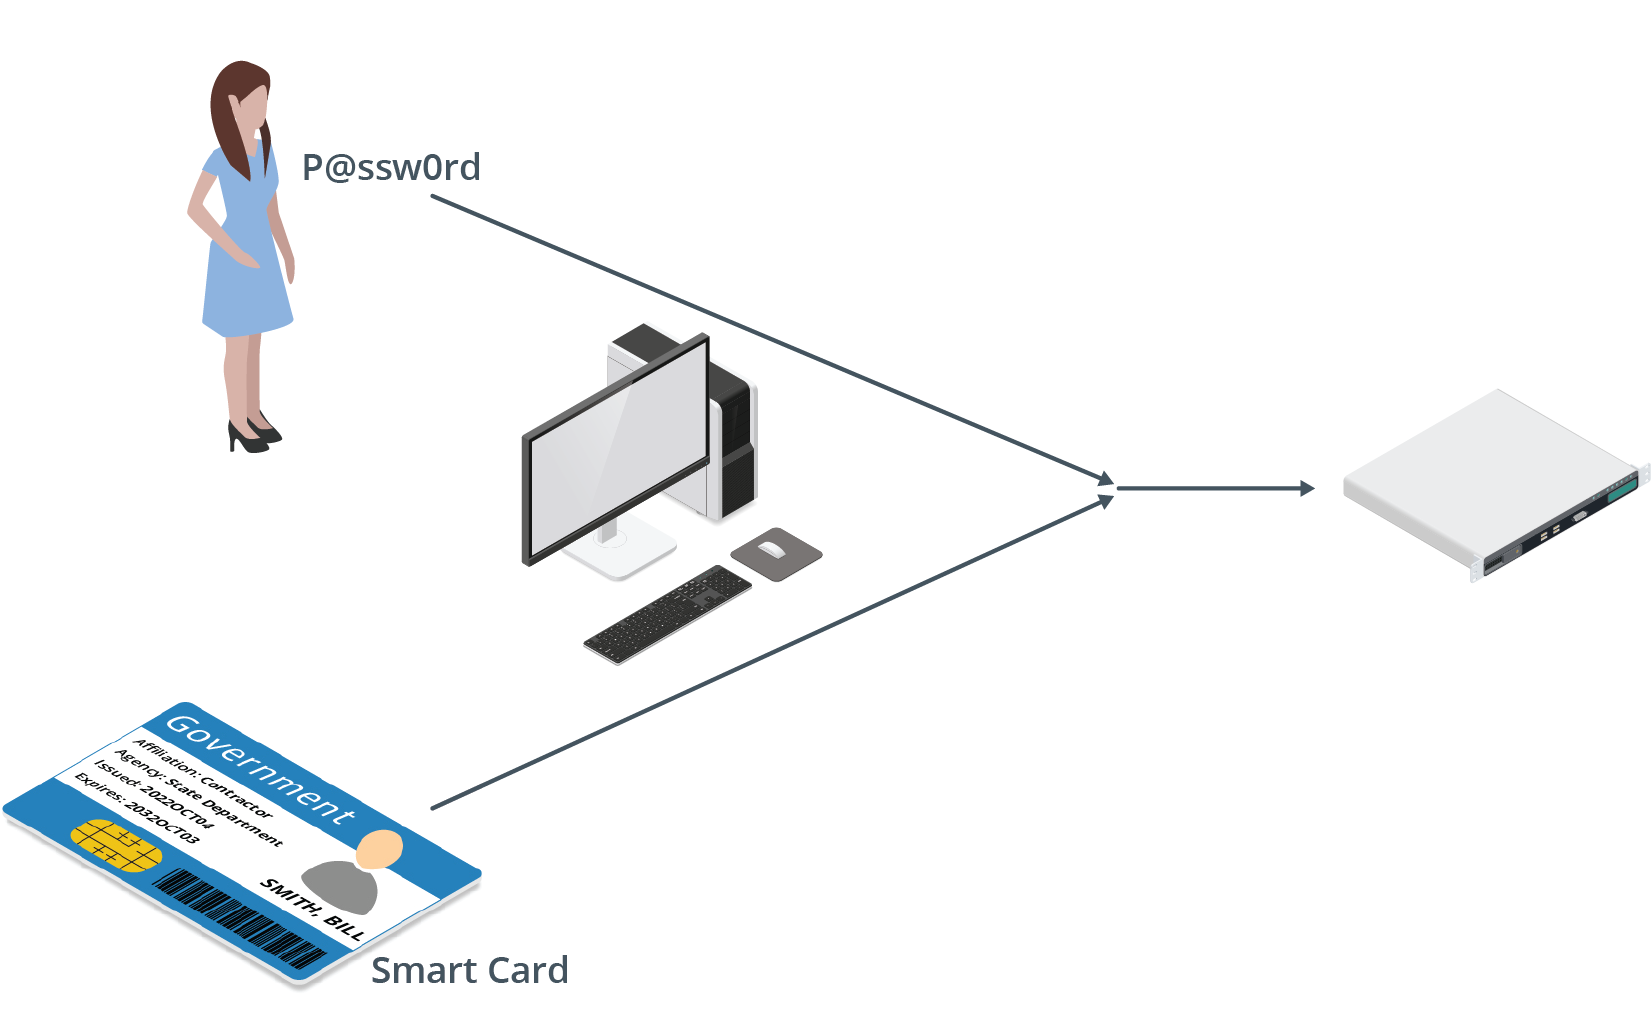 P@ssw0rd
Government
Affiliation: Contractor
Agency: State Department
Issued: 2022OCT04
Expires: 2032OCT03
SMITH, BILL
Smart Card